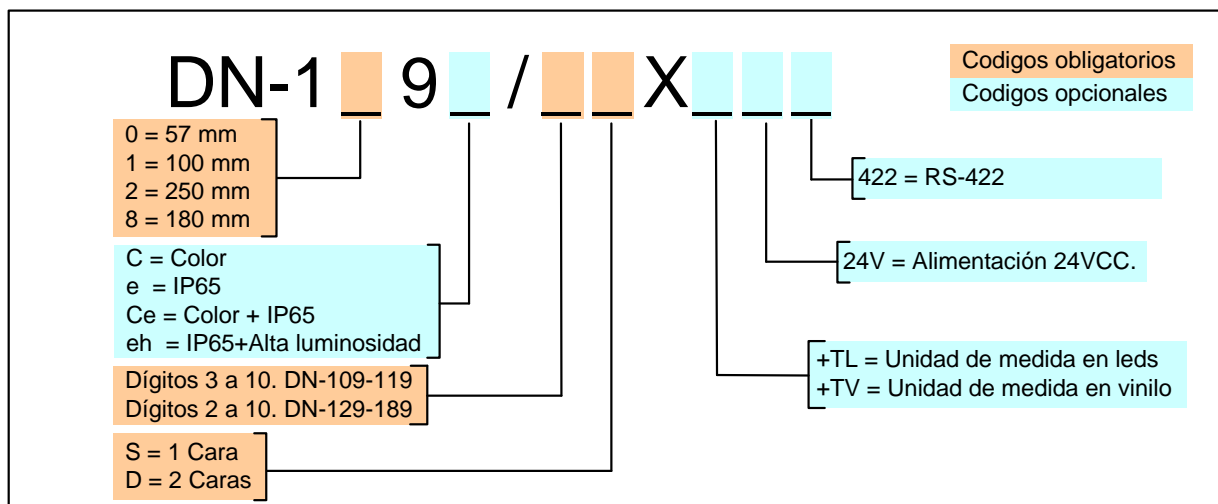 DN-1_ 9_ / _ _ X_ _ _
Codigos obligatorios
Codigos opcionales
0 = 57 mm
1 = 100 mm
2 = 250 mm
8 = 180 mm
422 = RS-422
C = Color
e = IP65
Ce = Color + IP65
eh = IP65+Alta luminosidad
24V = Alimentación 24VCC.
+TL = Unidad de medida en leds
+TV = Unidad de medida en vinilo
Dígitos 3 a 10. DN-109-119
Dígitos 2 a 10. DN-129-189
S = 1 Cara
D = 2 Caras